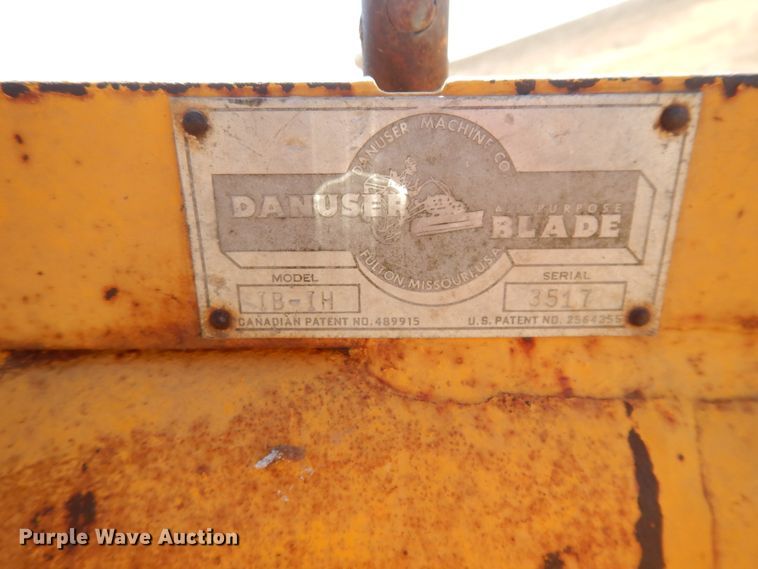 DANUSER MACHINE CO
DANUSER
ALL PURPOSE
BLADE
FULTON, MISSOURI U.S.A.
MODEL
SERIAL
IB-IH
3517
CANADIAN PATENT NO. 489915
U.S. PATENT NO. 2564355
Purple Wave Auction